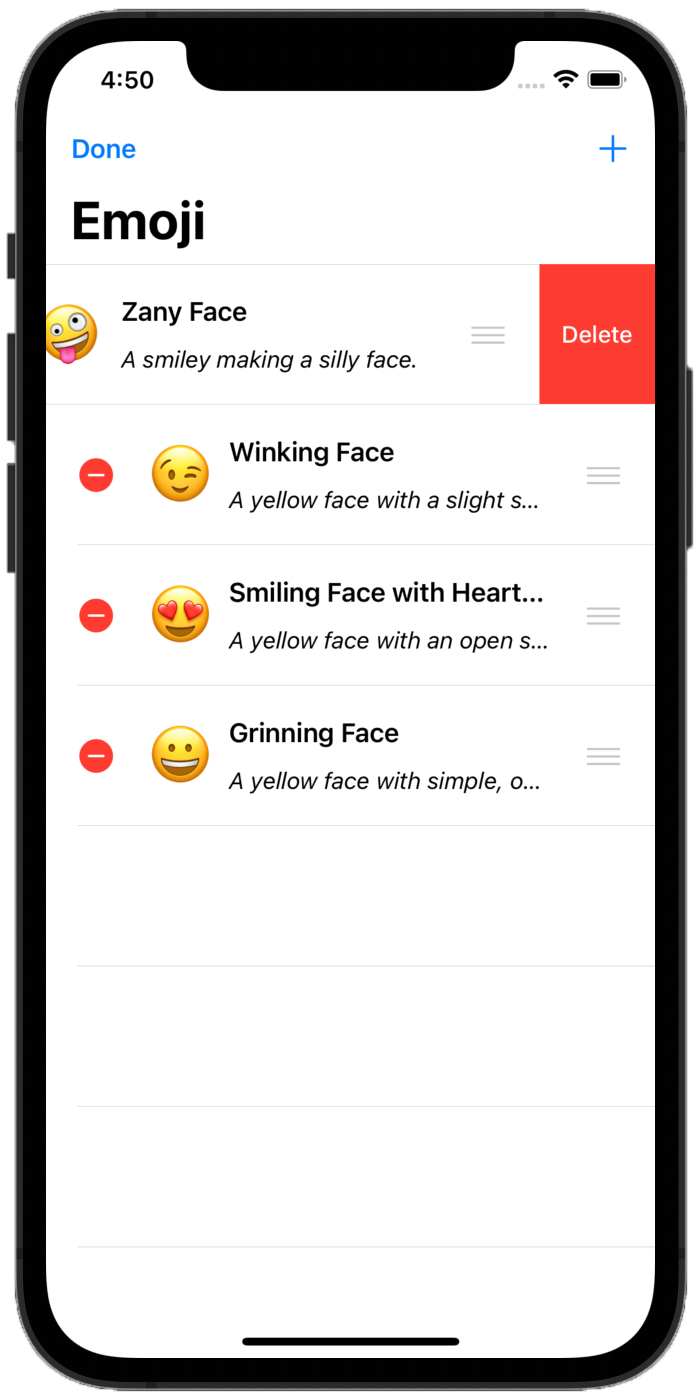 4:50
Done
Emoji
Zany Face
A smiley making a silly face.
Delete
Winking Face
A yellow face with a slight s...
Smiling Face with Heart...
A yellow face with an open s...
Grinning Face
A yellow face with simple, o...